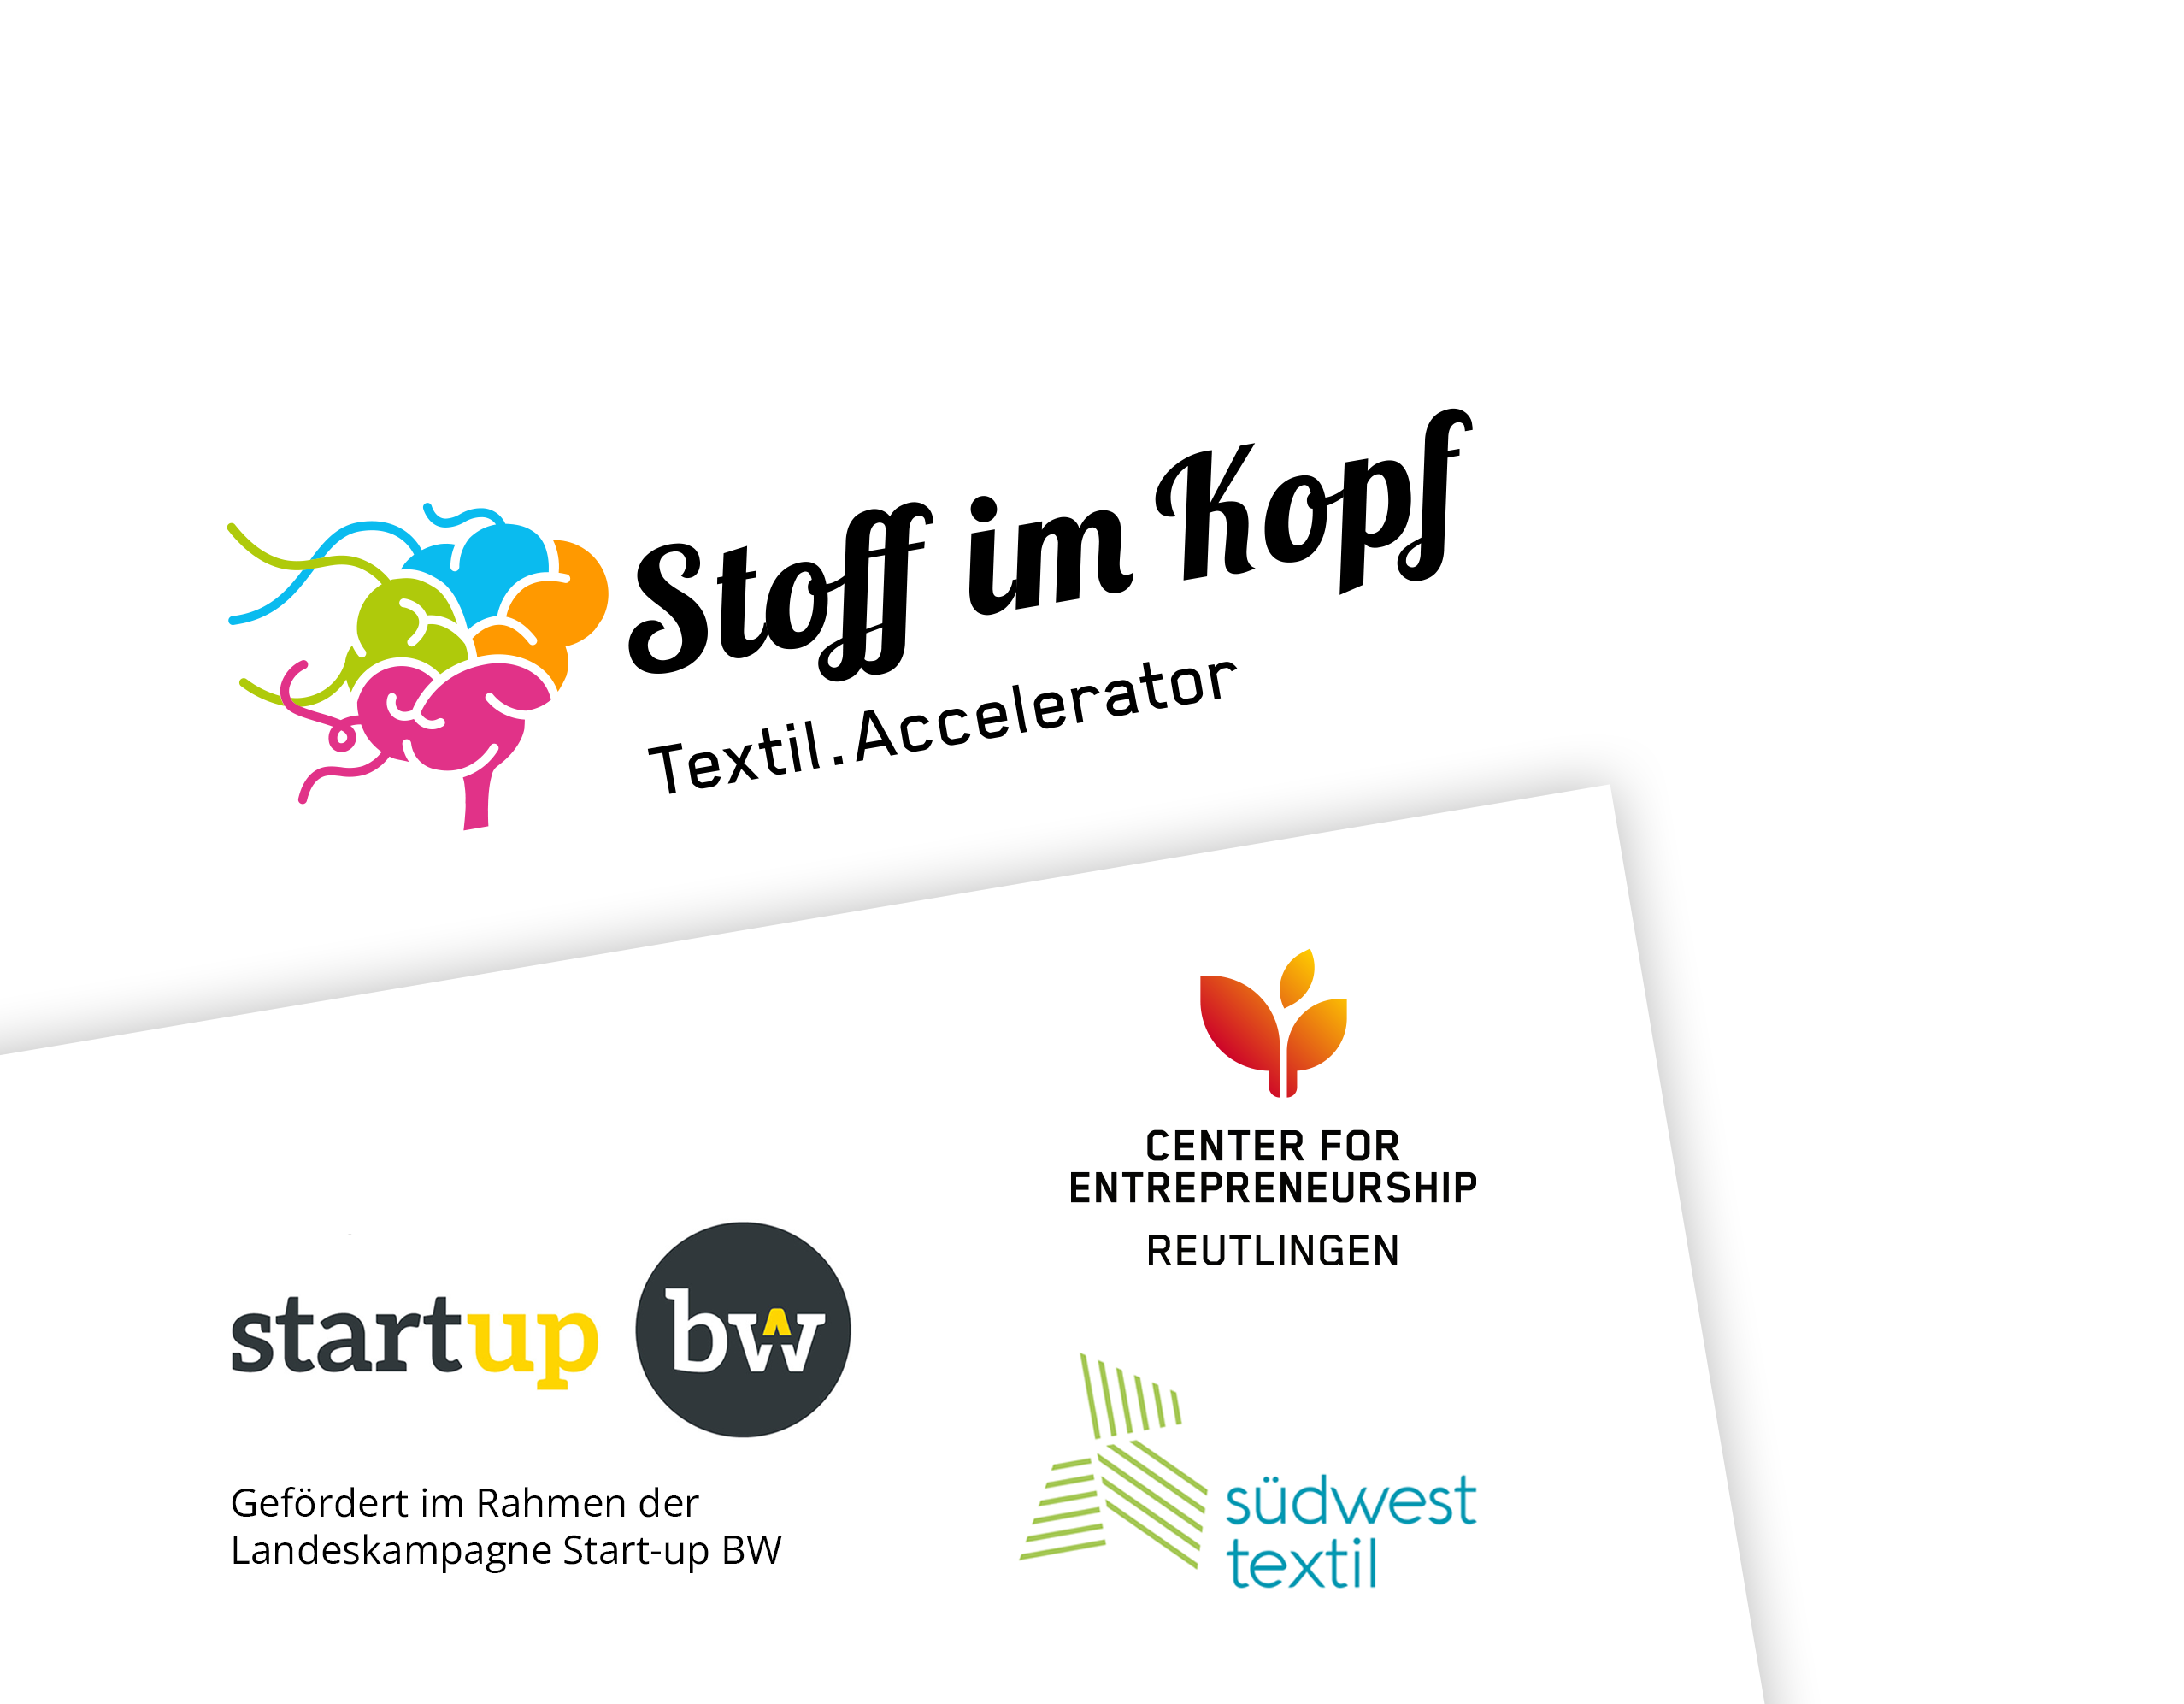 Stoff im Kopf
Textil.Accelerator
CENTER FOR
ENTREPRENEURSHIP
REUTLINGEN
startup bw
Gefördert im Rahmen der
Landeskampagne Start-up BW
südwest
textil